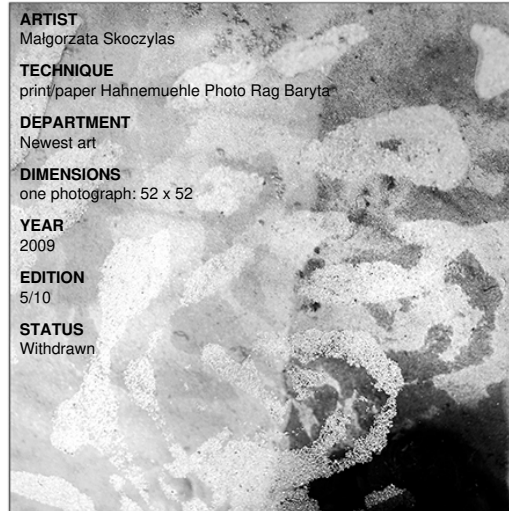 ARTIST
Małgorzata Skoczylas
TECHNIQUE
print/paper Hahnemuehle Photo Rag Baryta
DEPARTMENT
Newest art
DIMENSIONS
one photograph: 52 x 52
YEAR
2009
EDITION
5/10
STATUS
Withdrawn